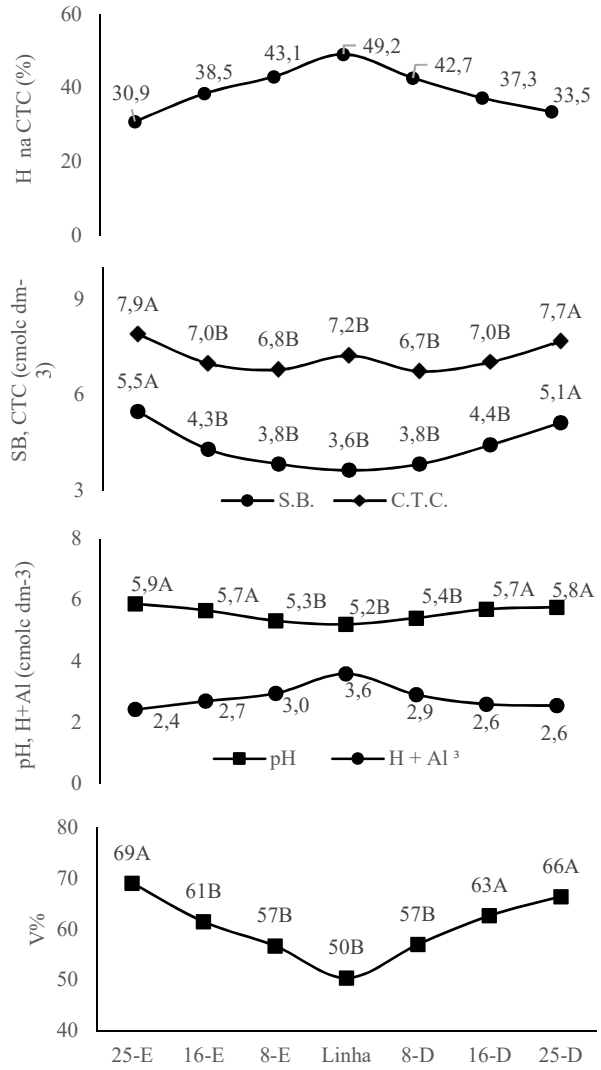 60
49,2
43,1
42,7
38,5
37,3
33,5
30,9
40
20
0
H na CTC (%)
9
7,9A
7,0B
6,8B
7,2B
6,7B
7,0B
7,7A
6
5,5A
4,3B
3,8B
3,6B
3,8B
4,4B
5,1A
3
SB, CTC (cmolc dm-
3)
S.B. C.T.C.
8
5,9A
5,7A
5,3B
5,2B
5,4B
5,7A
5,8A
6
4
2,4
2,7
3,0
3,6
2,9
2,6
2,6
2
0
pH, H+Al (cmolc dm-3)
pH H + Al ³
80
69A
61B
57B
50B
57B
63A
66A
70
60
50
40
V%
25-E 16-E 8-E Linha 8-D 16-D 25-D